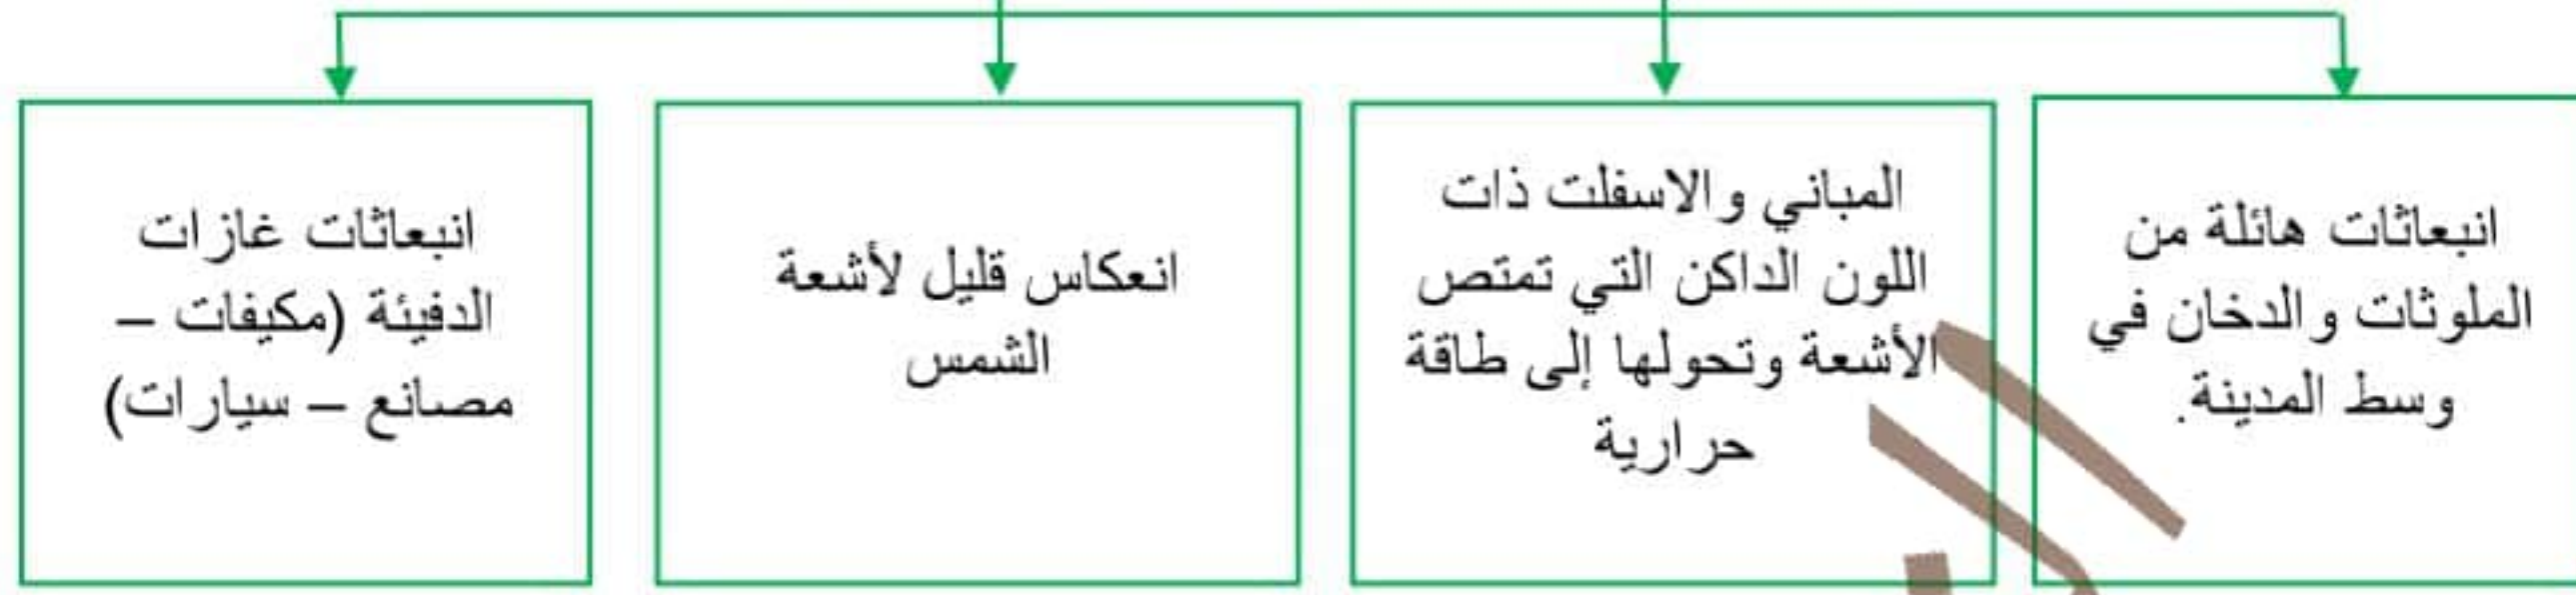 انبعاثات هائلة من
الملوثات والدخان في
وسط المدينة.
المباني والاسفلت ذات
اللون الداكن التي تمتص
الأشعة وتحولها إلى طاقة
حرارية
انعكاس قليل لأشعة
الشمس
انبعاثات غازات
الدفيئة (مكيفات –
مصانع – سيارات)